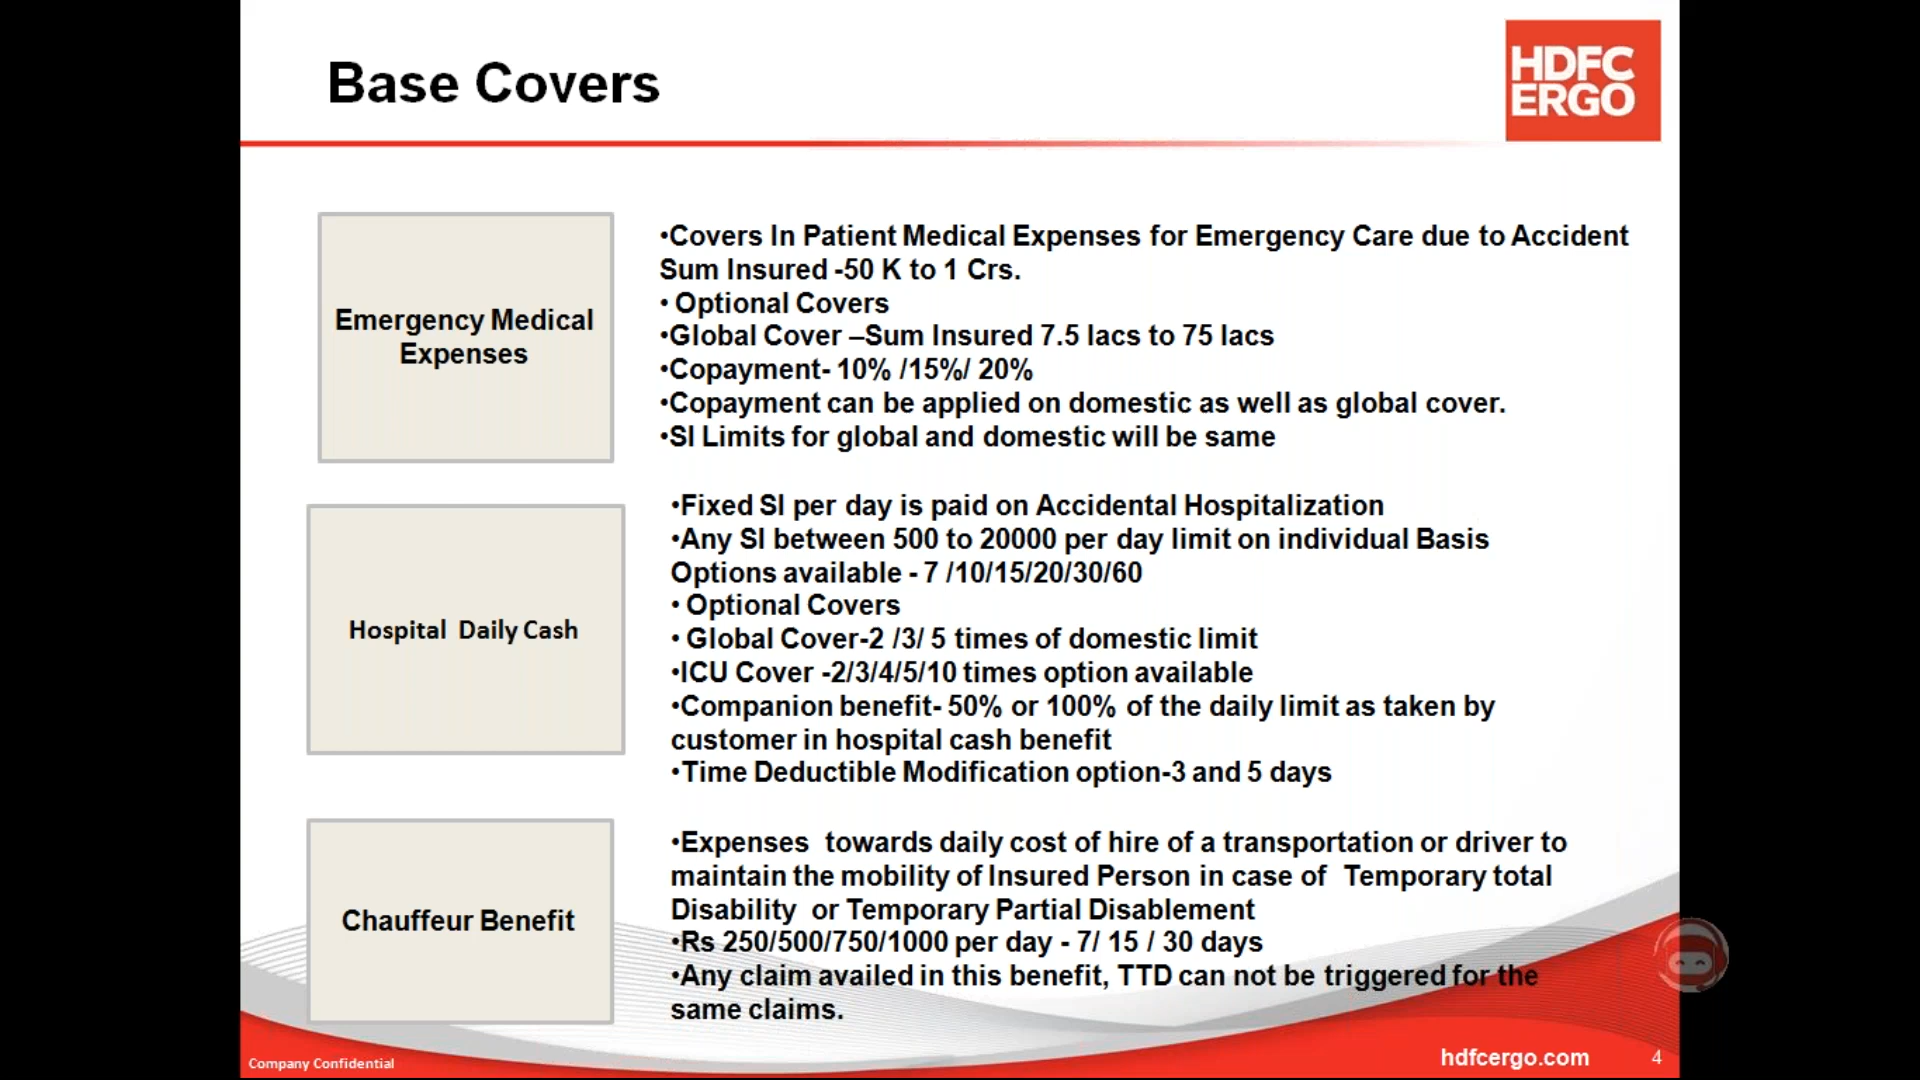 Base Covers
HDFC
ERGO
Emergency Medical
Expenses
•Covers In Patient Medical Expenses for Emergency Care due to Accident
Sum Insured -50 K to 1 Crs.
• Optional Covers
•Global Cover –Sum Insured 7.5 lacs to 75 lacs
•Copayment- 10% /15%/ 20%
•Copayment can be applied on domestic as well as global cover.
•SI Limits for global and domestic will be same
Hospital  Daily Cash
•Fixed SI per day is paid on Accidental Hospitalization
•Any SI between 500 to 20000 per day limit on individual Basis
Options available - 7 /10/15/20/30/60
• Optional Covers
• Global Cover-2 /3/ 5 times of domestic limit
•ICU Cover -2/3/4/5/10 times option available
•Companion benefit- 50% or 100% of the daily limit as taken by
customer in hospital cash benefit
•Time Deductible Modification option-3 and 5 days
Chauffeur Benefit
•Expenses  towards daily cost of hire of a transportation or driver to
maintain the mobility of Insured Person in case of  Temporary total
Disability  or Temporary Partial Disablement
•Rs 250/500/750/1000 per day - 7/ 15 / 30 days
•Any claim availed in this benefit, TTD can not be triggered for the
same claims.
Company Confidential
hdfcergo.com
4